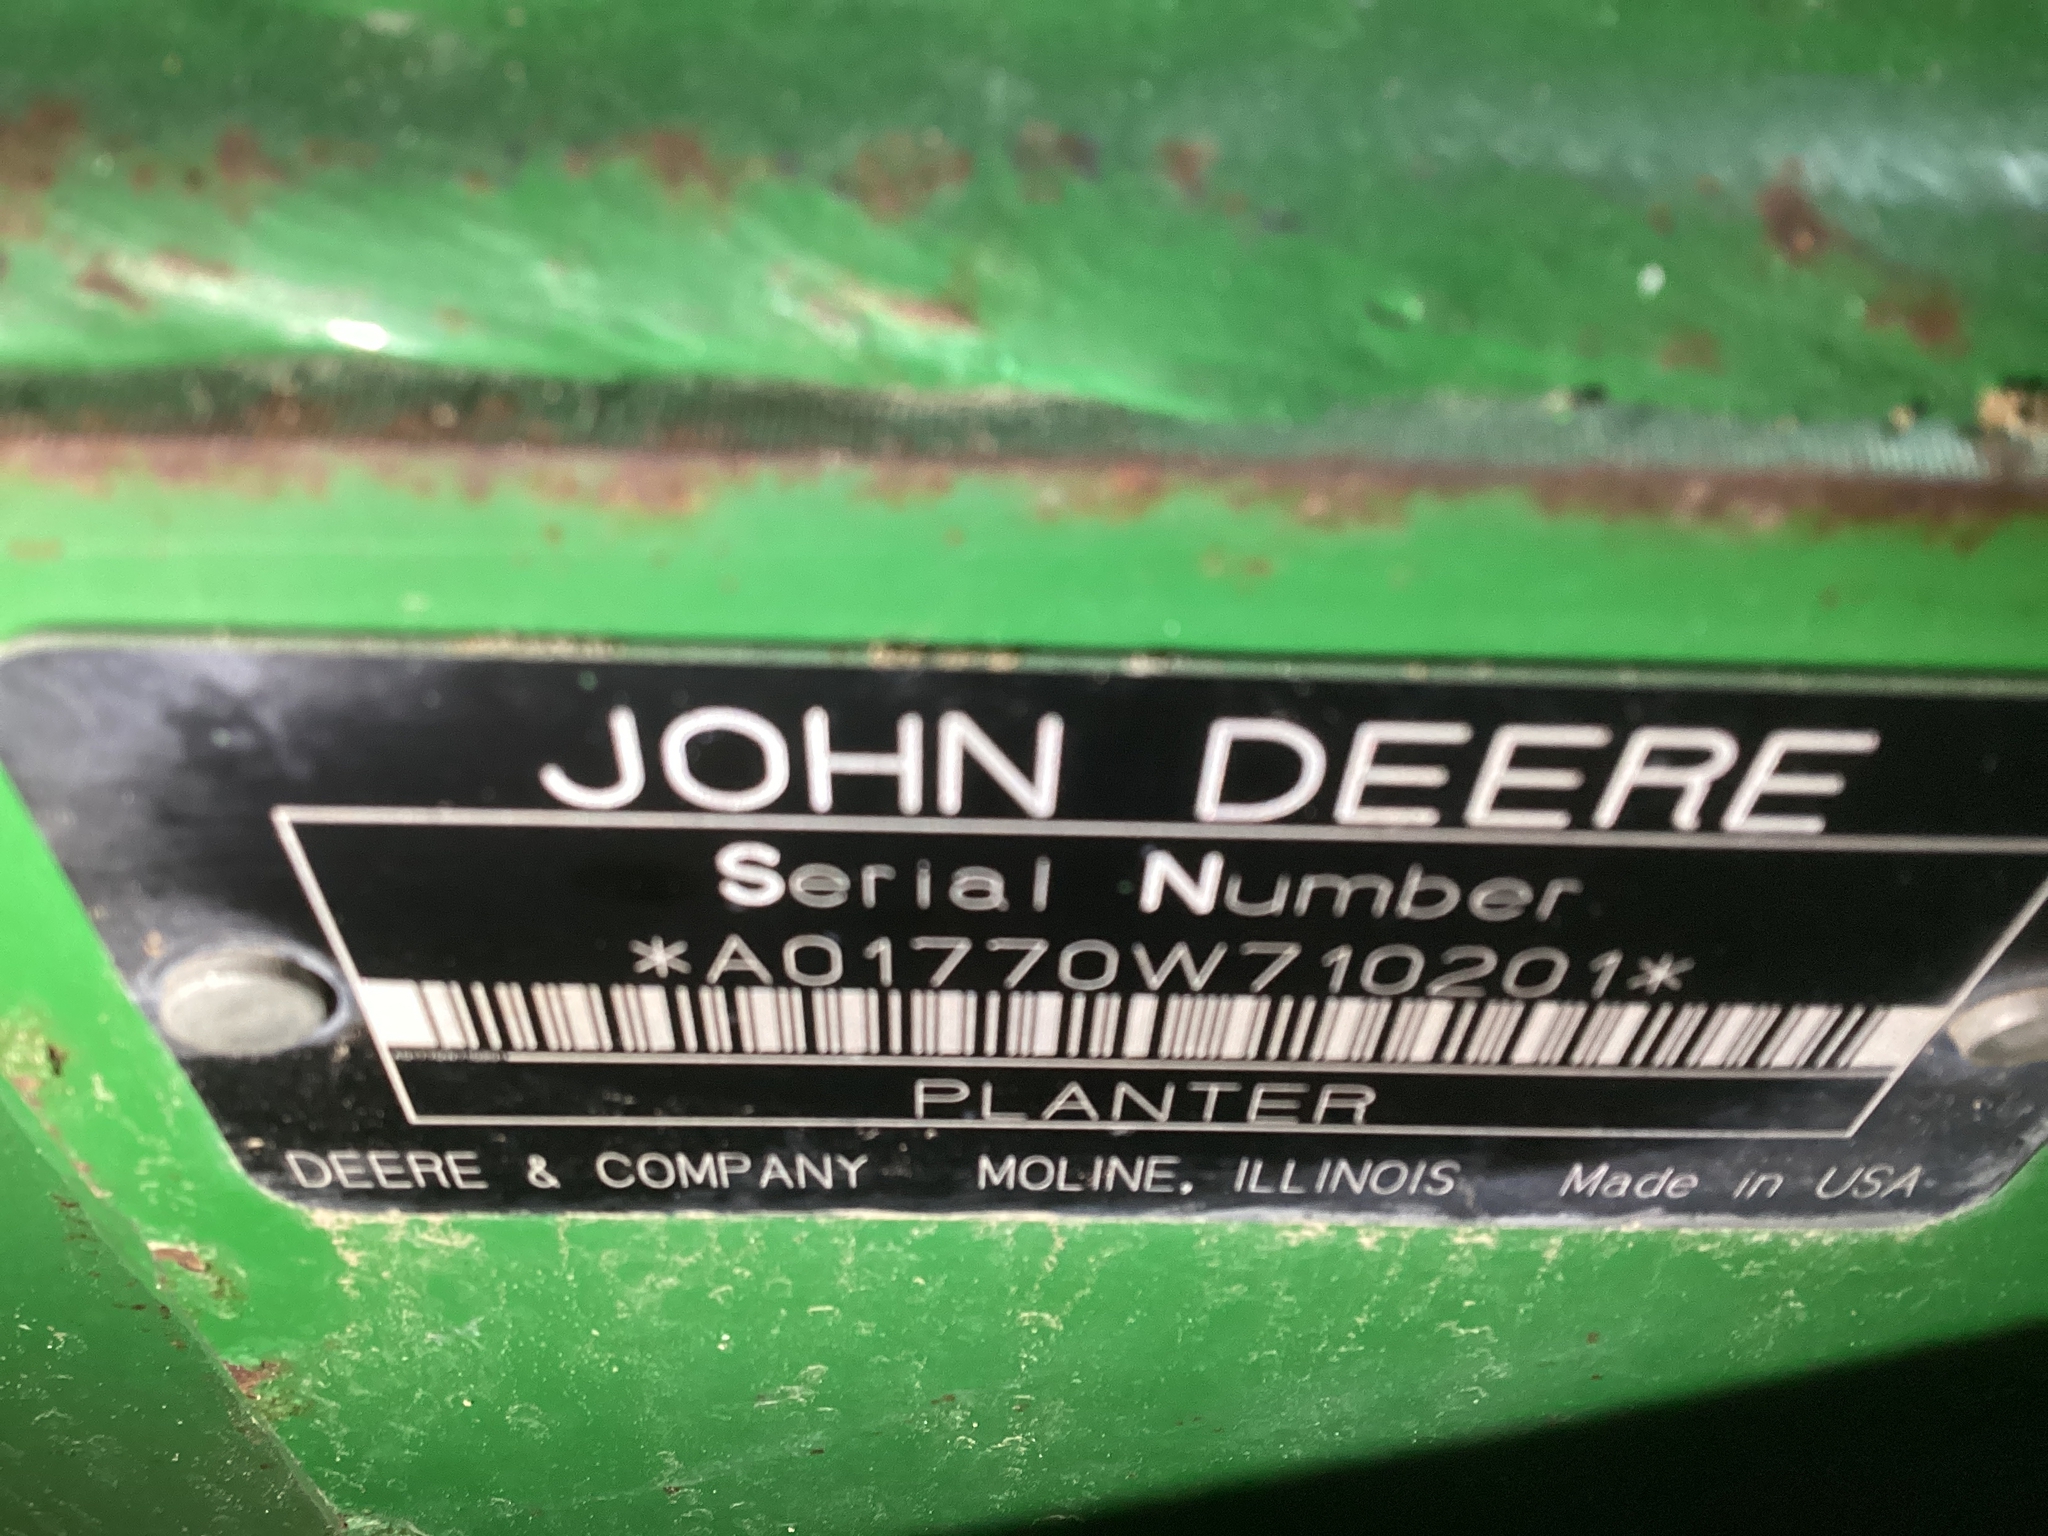 JOHN DEERE
Serial Number
*A01770W710201*
PLANTER
DEERE & COMPANY MOLINE, ILLINOIS Made in USA